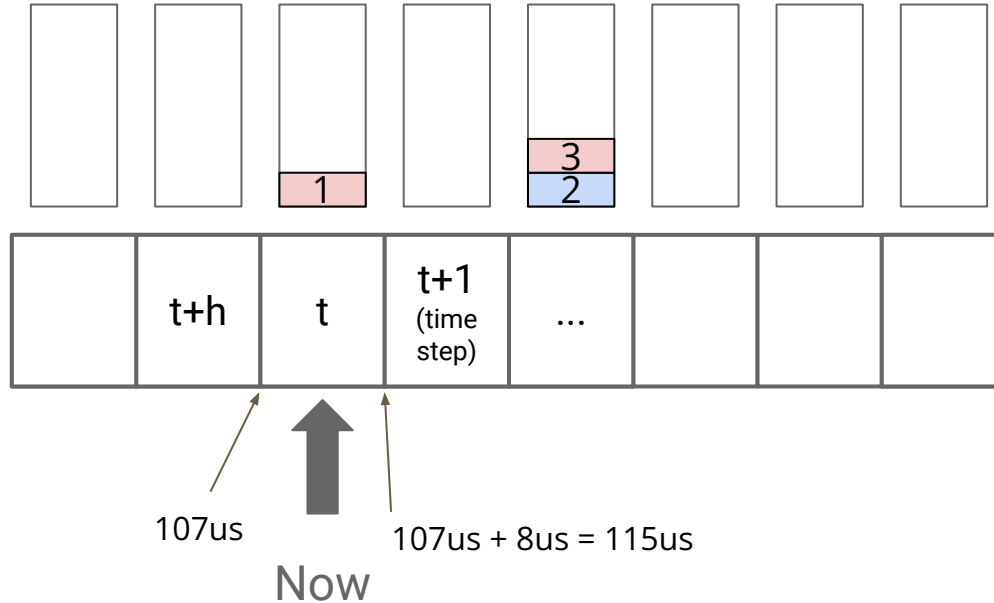 1
3
2
t+h
t
t+1
(time
step)
...
107us
107us + 8us = 115us
Now